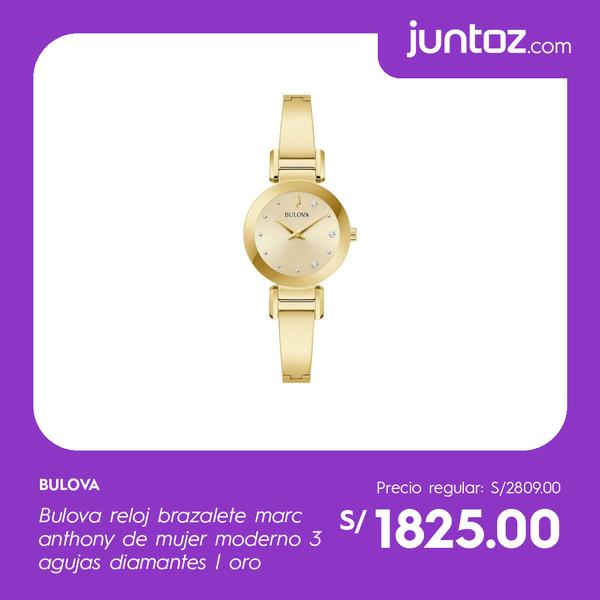 juntoz.com
BULOVA
BULOVA
Bulova reloj brazalete marc
anthony de mujer moderno 3
agujas diamantes | oro
Precio regular: S/2809.00
S/ 1825.00